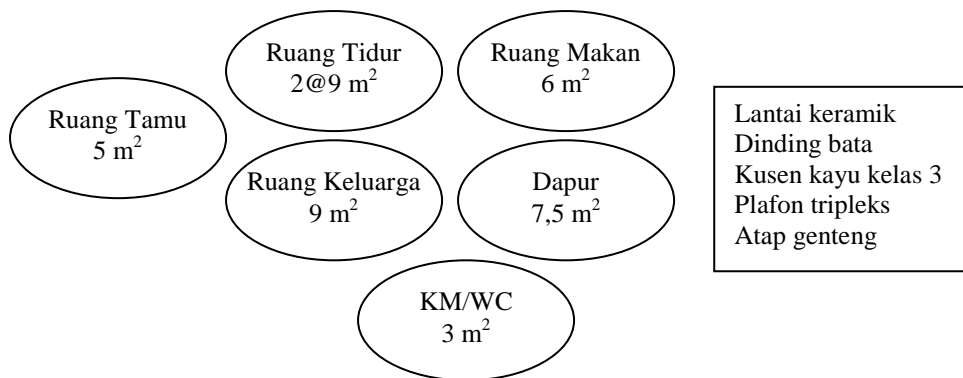 Ruang Tidur
2@9 m²
Ruang Makan
6 m²
Ruang Tamu
5 m²
Ruang Keluarga
9 m²
Dapur
7,5 m²
KM/WC
3 m²
Lantai keramik
Dinding bata
Kusen kayu kelas 3
Plafon tripleks
Atap genteng